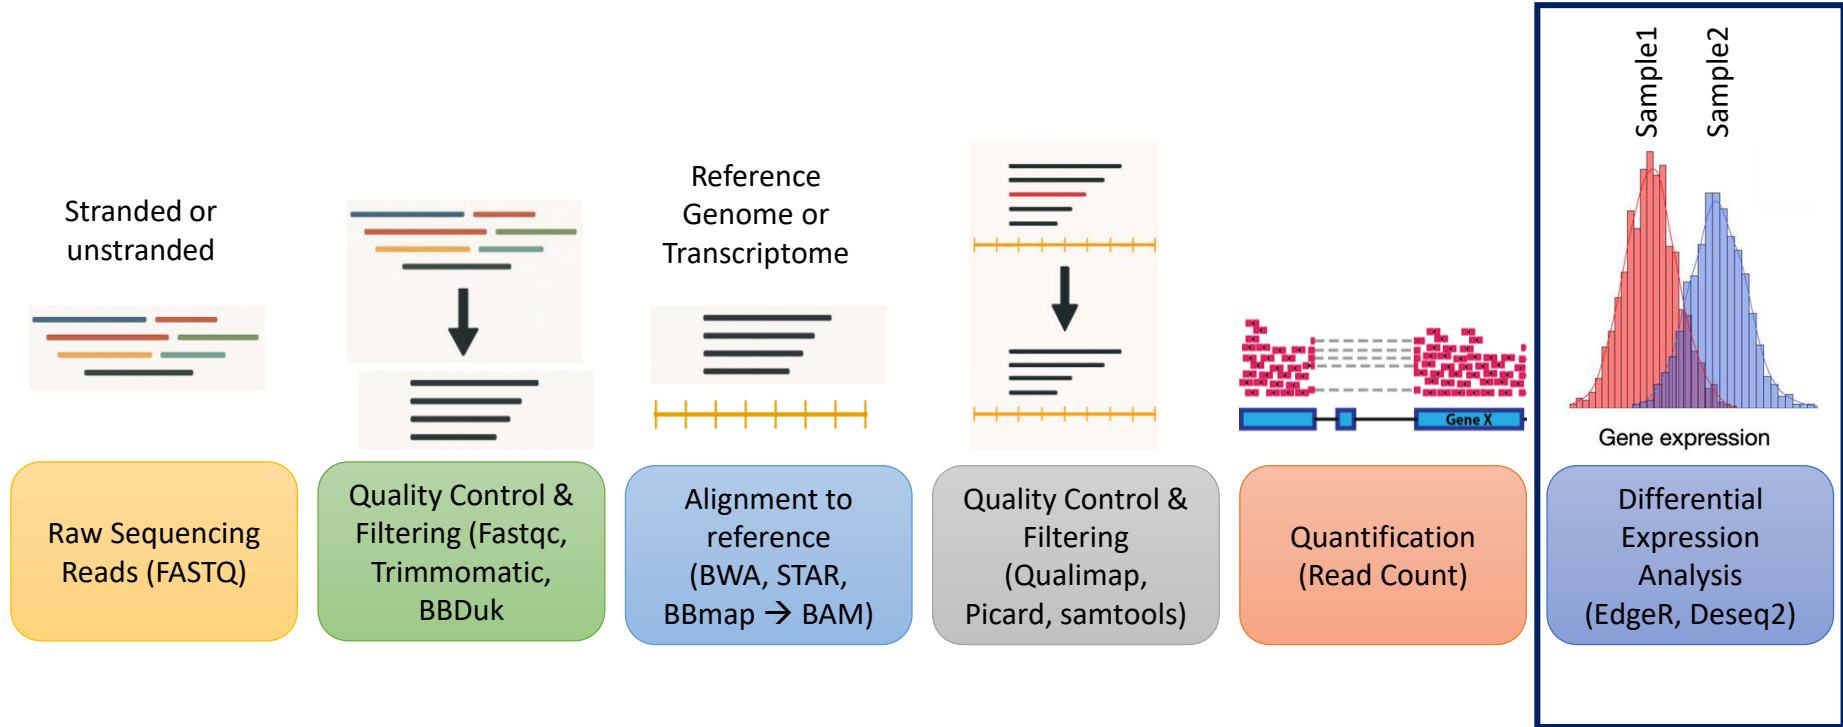 Stranded or
unstranded
Raw Sequencing
Reads (FASTQ)
Quality Control &
Filtering (Fastqc,
Trimmomatic,
BBDuk
Reference
Genome or
Transcriptome
Alignment to
reference
(BWA, STAR,
BBmap → BAM)
Quality Control &
Filtering
(Qualimap,
Picard, samtools)
Gene X
Quantification
(Read Count)
Sample1
Sample2
Gene expression
Differential
Expression
Analysis
(EdgeR, Deseq2)